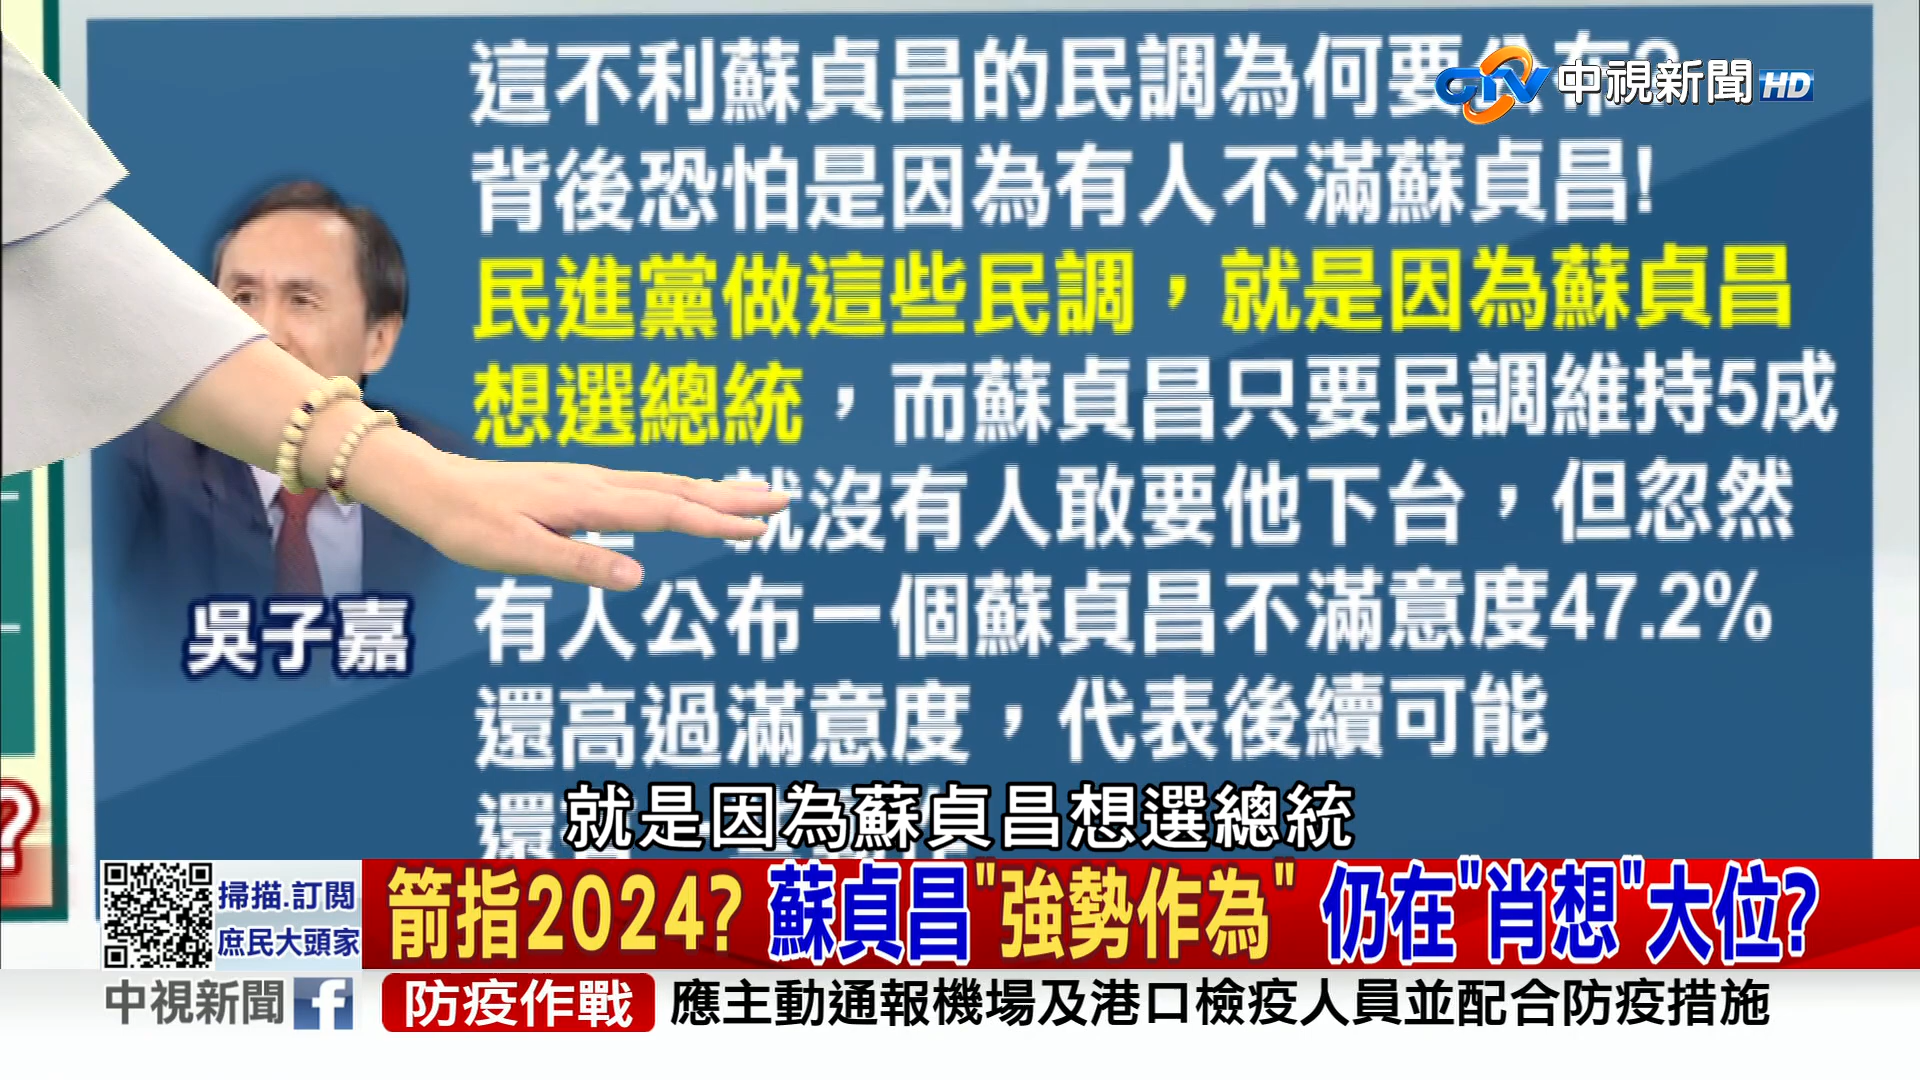 這不利蘇貞昌的民調為何要公布?
CTV中視新聞HD
背後恐怕是因為有人不滿蘇貞昌!
民進黨做這些民調，就是因為蘇貞昌
想選總統，而蘇貞昌只要民調維持5成
就沒有人敢要他下台，但忽然
有人公布一個蘇貞昌不滿意度47.2%
還高過滿意度，代表後續可能
還
吳子嘉
就是因為蘇貞昌想選總統
?
掃描.訂閱
庶民大頭家
箭指2024? 蘇貞昌"強勢作為" 仍在"肖想"大位?
中視新聞 f
防疫作戰 應主動通報機場及港口檢疫人員並配合防疫措施